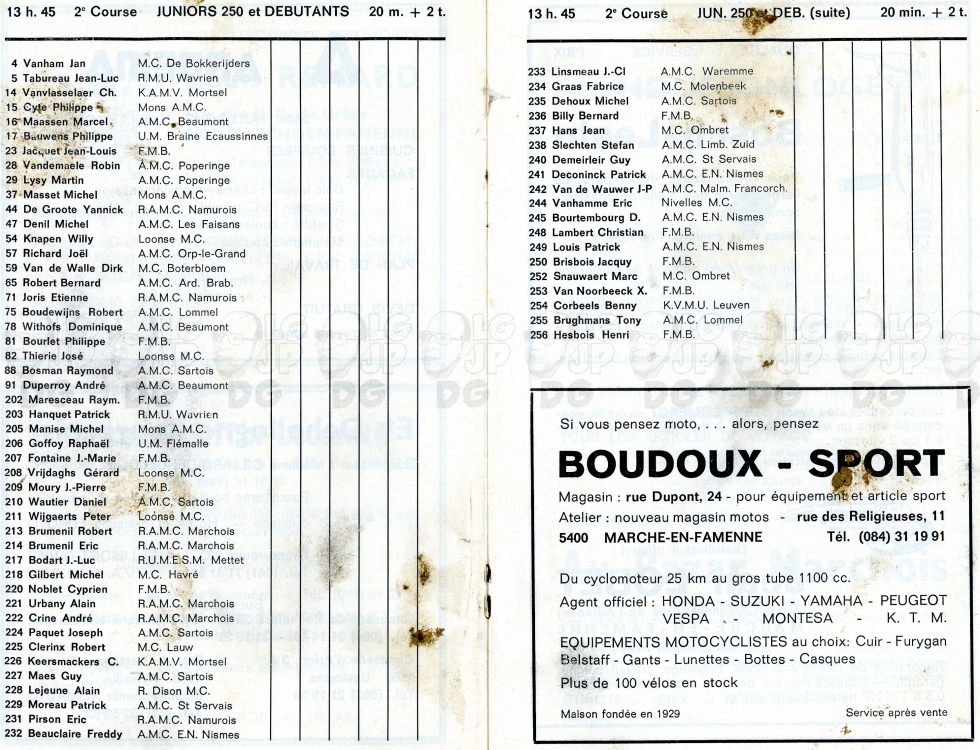 13 h. 45 2e Course JUNIORS 250 et DEBUTANTS 20 m. + 2 t.
4 Vanham Jan M.C. De Bokkerijders
5 Tabureau Jean-Luc R.M.U. Wavrien
14 Vanvlasselaer Ch. K.A.M.V. Mortsel
15 Cyte Philippe Mons A.M.C.
16 Maassen Marcel A.M.C. Beaumont
17 Bauwens Philippe U.M. Braine Ecaussinnes
23 Jacquet Jean-Louis F.M.B.
28 Vandemaele Robin A.M.C. Poperinge
29 Lysy Martin A.M.C. Poperinge
37 Masset Michel Mons A.M.C.
44 De Groote Yannick R.A.M.C. Namurois
47 Denil Michel A.M.C. Les Faisans
54 Knapen Willy Loonse M.C.
57 Richard Joël A.M.C. Orp-le-Grand
59 Van de Walle Dirk M.C. Boterbloem
65 Robert Bernard A.M.C. Ard. Brab.
71 Joris Etienne R.A.M.C. Namurois
75 Boudewijns Robert A.M.C. Lommel
78 Withofs Dominique A.M.C. Beaumont
81 Bourlet Philippe F.M.B.
82 Thierie José Loonse M.C.
88 Bosman Raymond A.M.C. Sartois
91 Duperroy André A.M.C. Beaumont
202 Maresceau Raym. F.M.B.
203 Hanquet Patrick R.M.U. Wavrien
205 Manise Michel Mons A.M.C.
206 Goffoy Raphaël U.M. Flémalle
207 Fontaine J.-Marie F.M.B.
208 Vrijdaghs Gérard Loonse M.C.
209 Moury J.-Pierre F.M.B.
210 Wautier Daniel A.M.C. Sartois
211 Wijgaerts Peter Loonse M.C.
213 Brumenil Robert R.A.M.C. Marchois
214 Brumenil Eric R.A.M.C. Marchois
217 Bodart J.-Luc R.U.M.E.S.M. Mettet
218 Gilbert Michel M.C. Havré
220 Noblet Cyprien F.M.B.
221 Urbany Alain R.A.M.C. Marchois
222 Crine André R.A.M.C. Marchois
224 Paquet Joseph A.M.C. Sartois
225 Clerinx Robert M.C. Lauw
226 Keersmackers C. K.A.M.V. Mortsel
227 Maes Guy A.M.C. Sartois
228 Lejeune Alain R. Dison M.C.
229 Moreau Patrick A.M.C. St Servais
231 Pirson Eric R.A.M.C. Namurois
232 Beauclaire Freddy A.M.C. E.N. Nismes
13 h. 45 2e Course JUN. 250 et DEB. (suite) 20 min. + 2 t.
233 Linsmeau J.-Cl A.M.C. Waremme
234 Graas Fabrice M.C. Molenbeek
235 Dehoux Michel A.M.C. Sartois
236 Billy Bernard F.M.B.
237 Hans Jean M.C. Ombret
238 Slechten Stefan A.M.C. Limb. Zuid
240 Demeirleir Guy A.M.C. St Servais
241 Deconinck Patrick A.M.C. E.N. Nismes
242 Van de Wauwer J-P A.M.C. Malm. Francorch.
244 Vanhamme Eric Nivelles M.C.
245 Bourtembourg D. A.M.C. E.N. Nismes
248 Lambert Christian F.M.B.
249 Louis Patrick A.M.C. E.N. Nismes
250 Brisbois Jacquy F.M.B.
252 Snauwaert Marc M.C. Ombret
253 Van Noorbeeck X. F.M.B.
254 Corbeels Benny K.V.M.U. Leuven
255 Brughmans Tony A.M.C. Lommel
256 Hesbois Henri F.M.B.
Si vous pensez moto, . . . alors, pensez
BOUDOUX - SPORT
Magasin : rue Dupont, 24 - pour équipement et article sport
Atelier : nouveau magasin motos - rue des Religieuses, 11
5400 MARCHE-EN-FAMENNE Tél. (084) 31 19 91
Du cyclomoteur 25 km au gros tube 1100 cc.
Agent officiel : HONDA - SUZUKI - YAMAHA - PEUGEOT
VESPA - - MONTESA - K. T. M.
EQUIPEMENTS MOTOCYCLISTES au choix: Cuir - Furygan
Belstaff - Gants - Lunettes - Bottes - Casques
Plus de 100 vélos en stock
Maison fondée en 1929 Service après vente